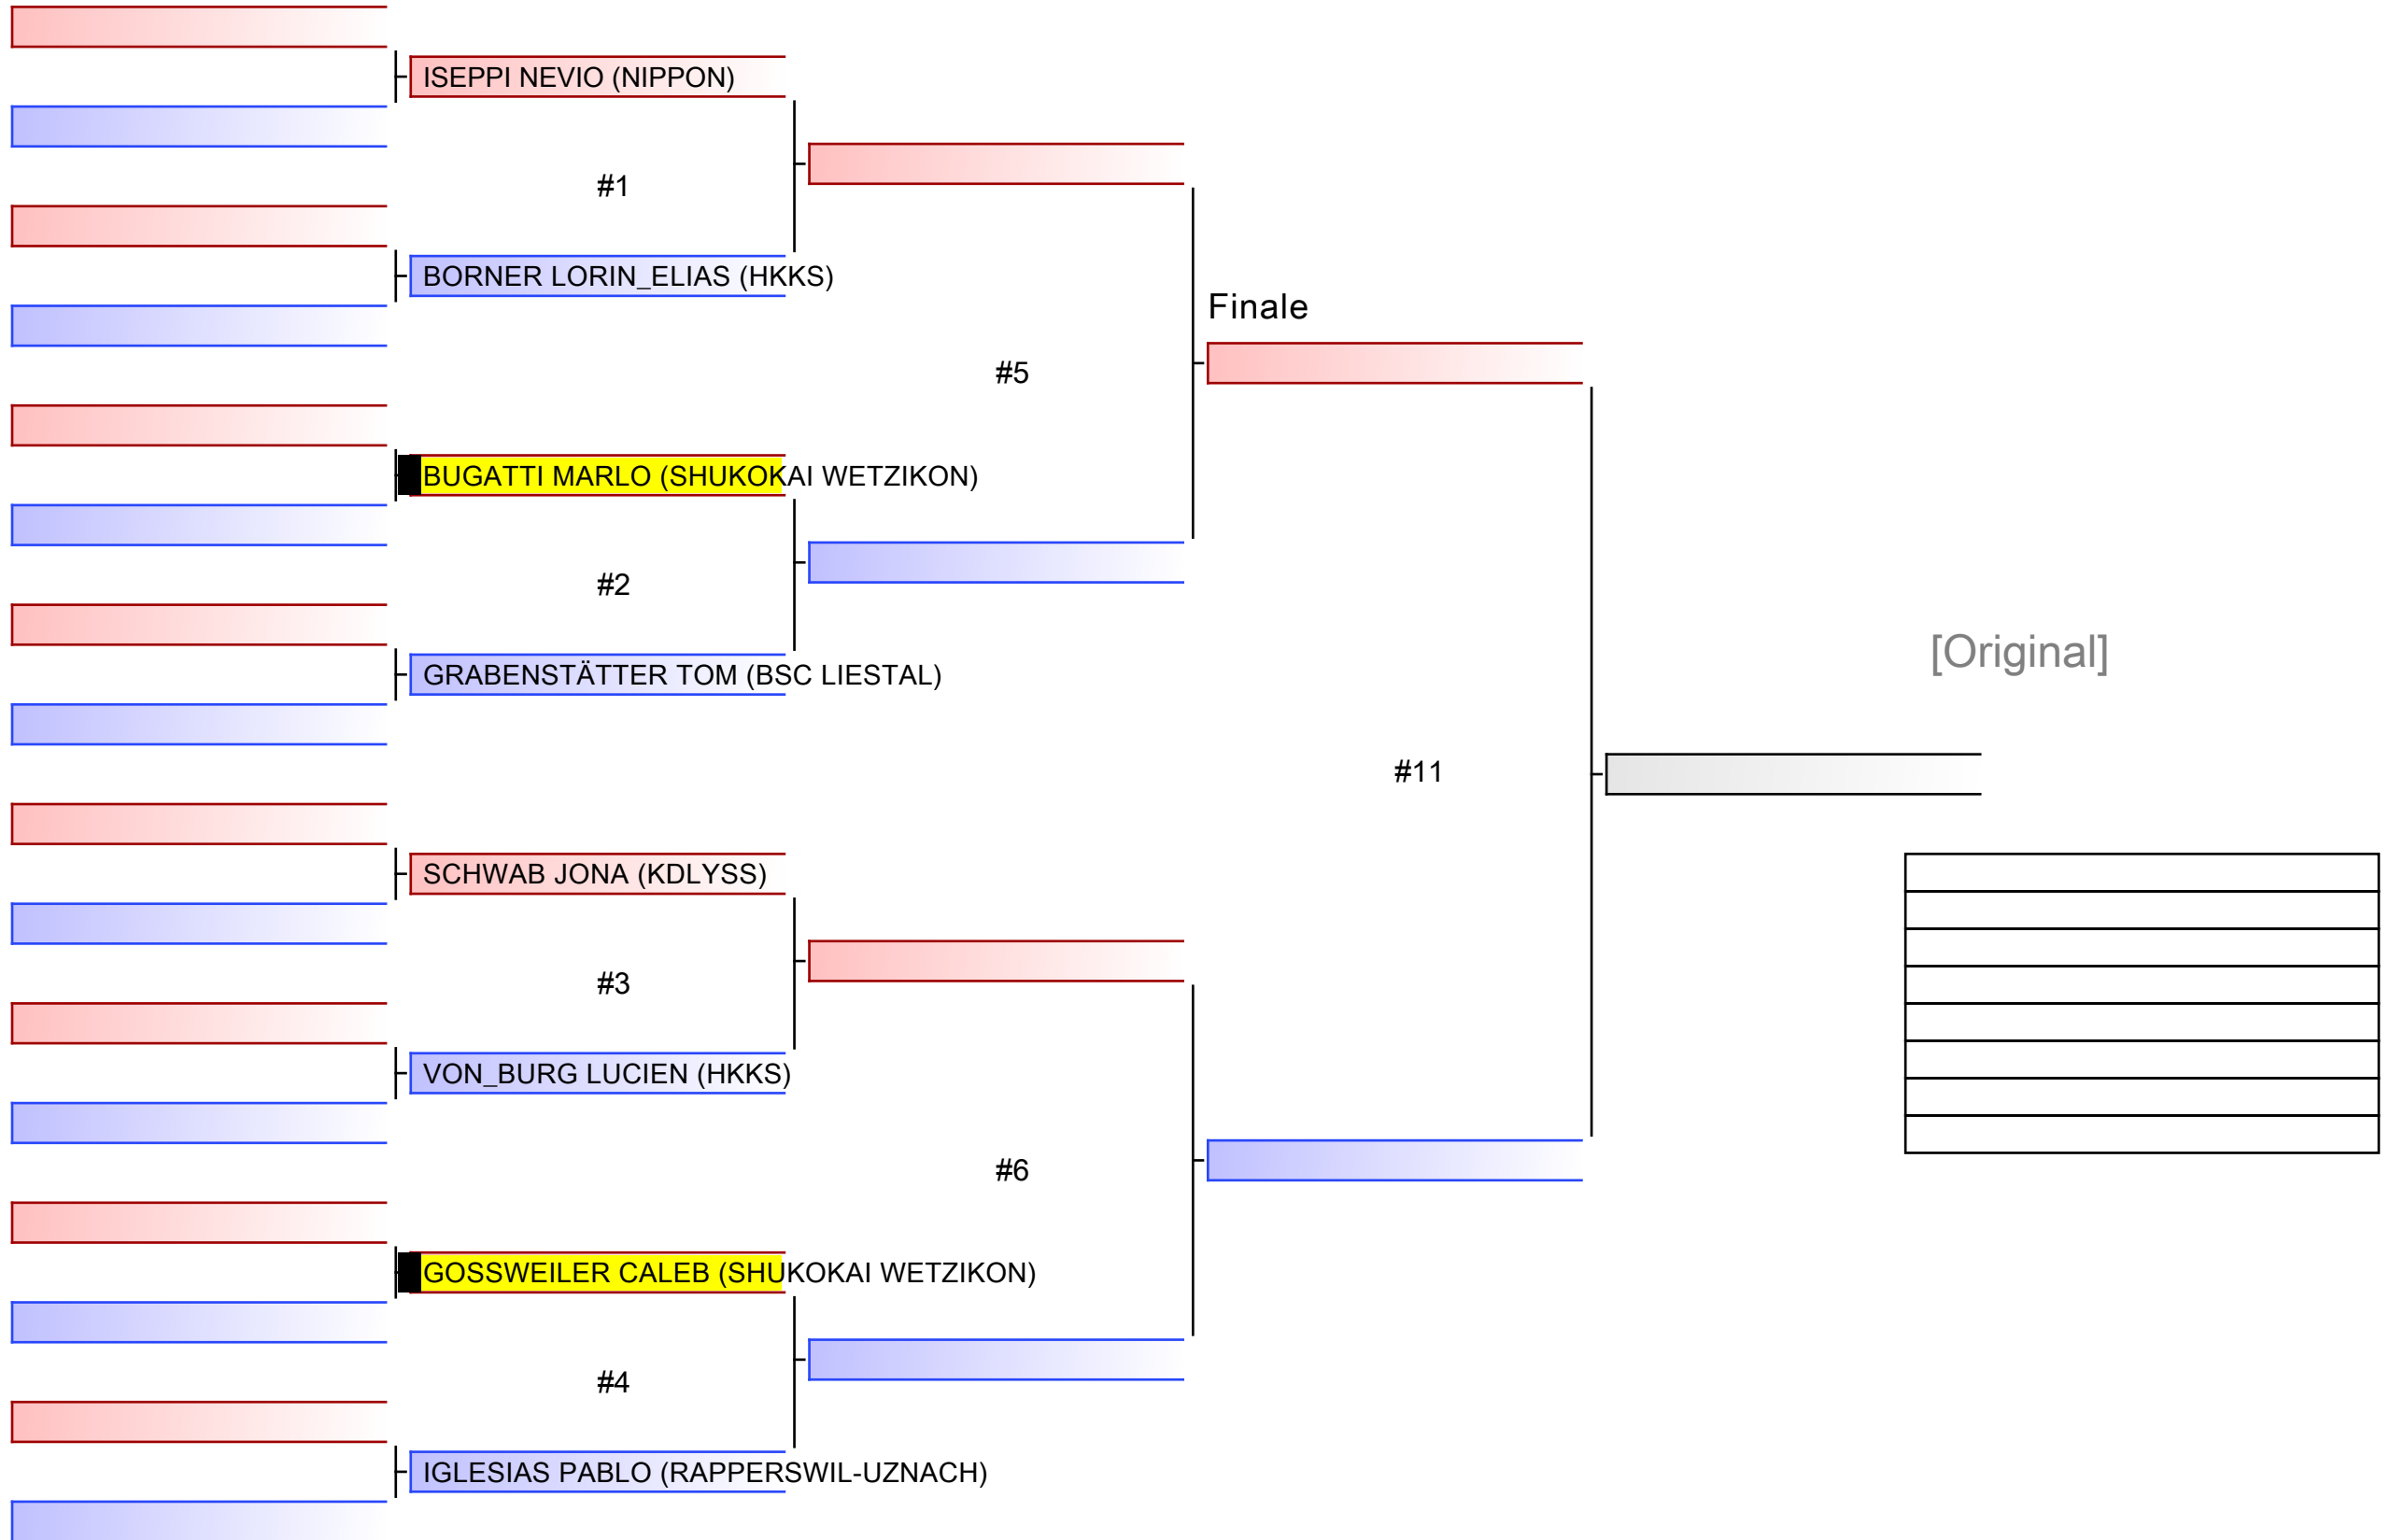 ISEPPI NEVIO (NIPPON)
#1
BORNER LORIN_ELIAS (HKKS)
Finale
#5
BUGATTI MARLO (SHUKOKAI WETZIKON)
#2
GRABENSTÄTTER TOM (BSC LIESTAL)
[Original]
#11
SCHWAB JONA (KDLYSS)
#3
VON_BURG LUCIEN (HKKS)
#6
GOSSWEILER CALEB (SHUKOKAI WETZIKON)
#4
IGLESIAS PABLO (RAPPERSWIL-UZNACH)